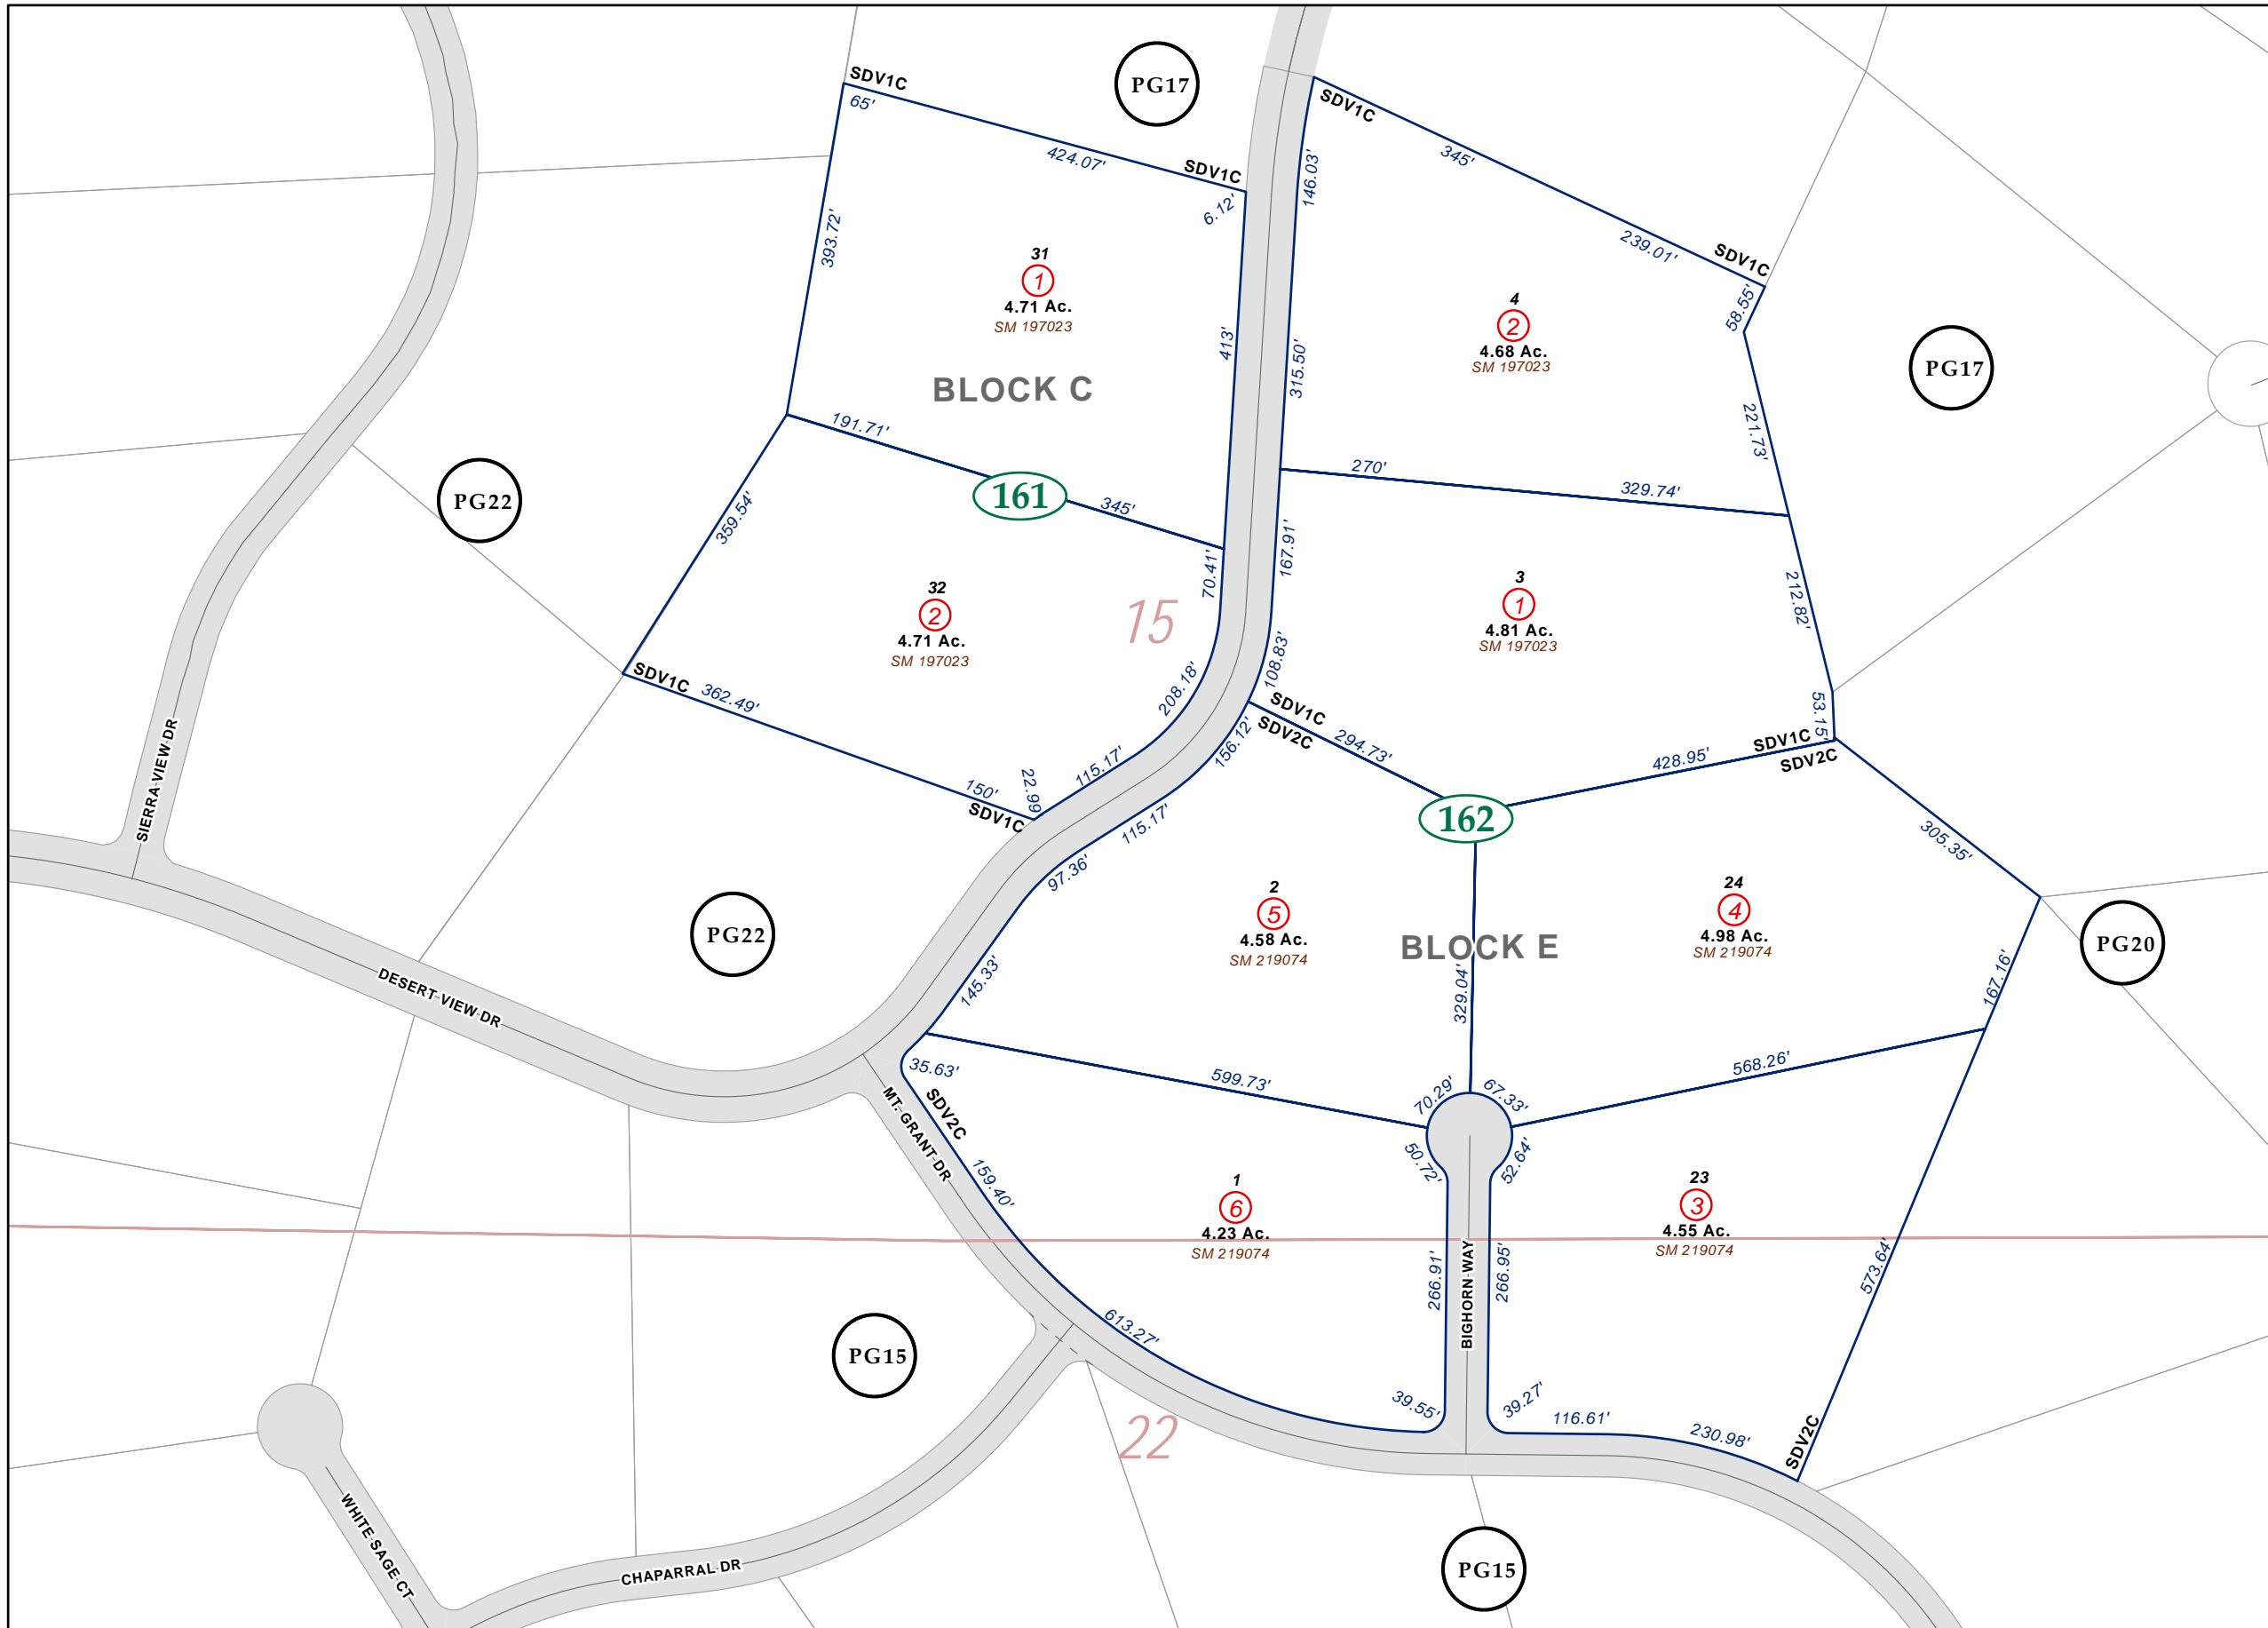 SDV1C
65'
424.07'
SDV1C
6.12'
PG17
SDV1C
345'
239.01'
SDV1C
58.55'
146.03'
393.72'
31
1
4.71 Ac.
SM 197023
413'
315.50'
4
2
4.68 Ac.
SM 197023
PG17
BLOCK C
221.73'
191.71'
161
345'
270'
329.74'
PG22
359.54'
70.41'
167.91'
32
2
4.71 Ac.
SM 197023
15
3
1
4.81 Ac.
SM 197023
212.82'
SDV1C
362.49'
208.18'
108.83'
SDV1C
SDV2C
294.73'
156.12'
53.15'
SDV1C
SDV2C
428.95'
SIERRA VIEW DR
150'
22.99'
SDV1C
115.17'
115.17'
162
305.35'
97.36'
2
5
4.58 Ac.
SM 219074
24
4
4.98 Ac.
SM 219074
PG22
BLOCK E
PG20
DESERT VIEW DR
145.33'
329.04'
167.16'
35.63'
599.73'
70.29'
67.33'
568.26'
SDV2C
MT. GRANT DR
159.40'
50.72'
52.64'
1
6
4.23 Ac.
SM 219074
23
3
4.55 Ac.
SM 219074
266.91'
BIGHORN WAY
266.95'
573.64'
PG15
613.27'
39.55'
39.27'
116.61'
230.98'
SDV2C
22
WHITE SAGE CT
CHAPARRAL DR
PG15